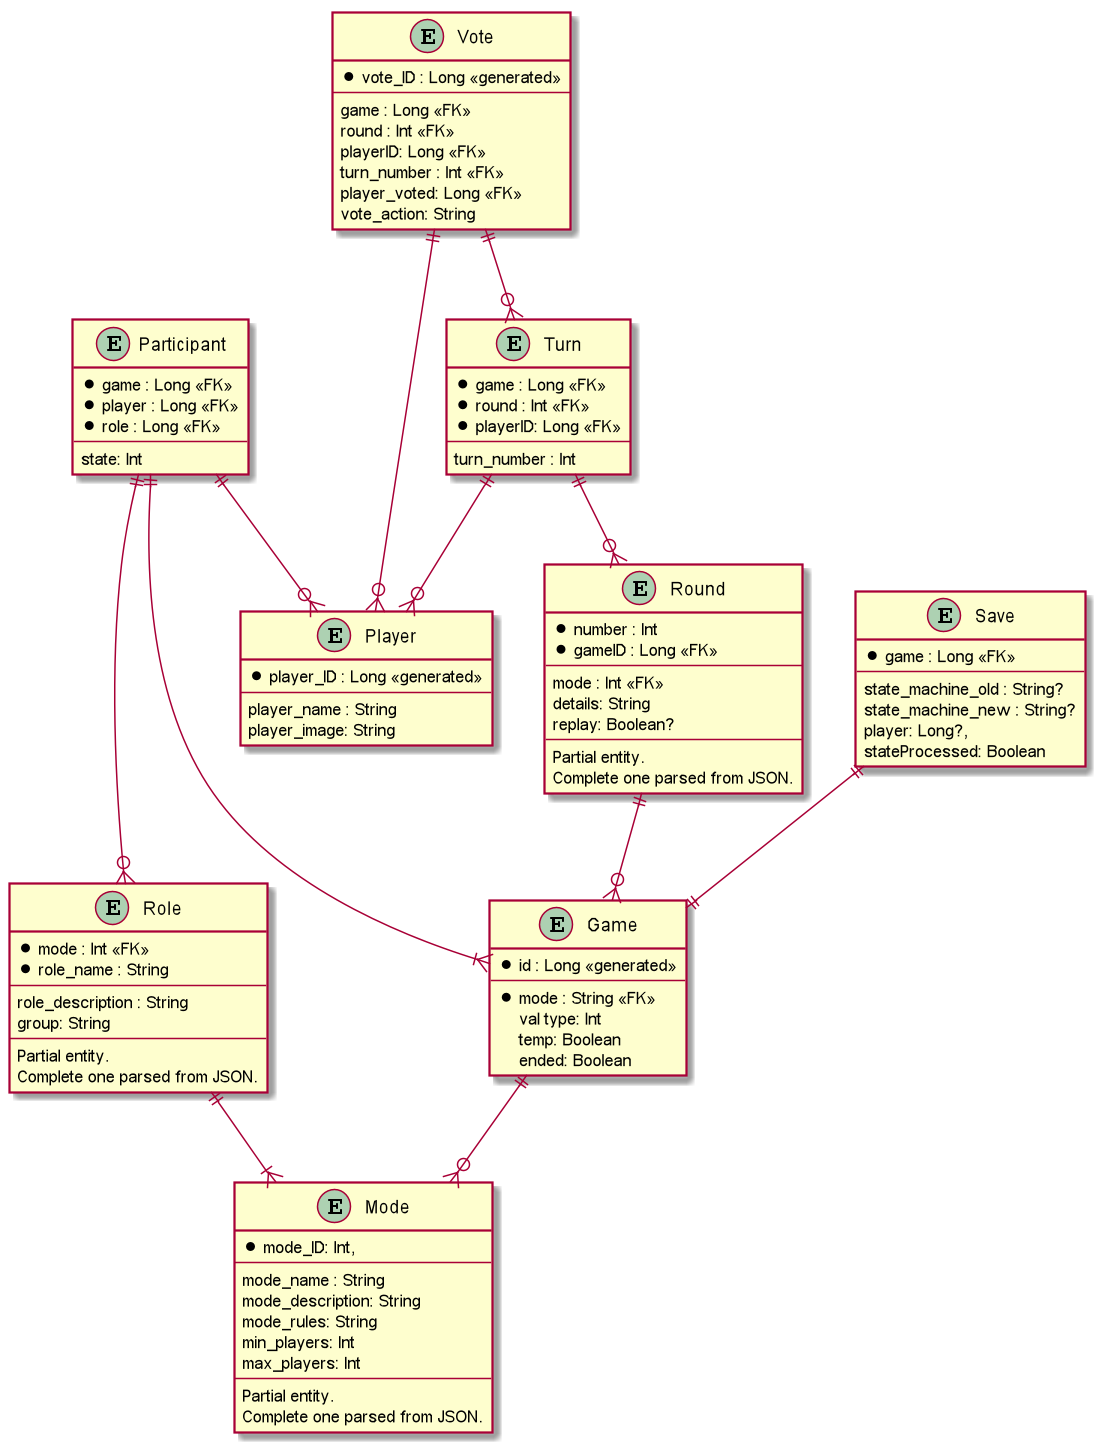 E Vote
vote_ID : Long «generated»
game : Long «FK»
round : Int «FK»
playerID: Long «FK»
turn_number : Int «FK»
player_voted: Long «FK»
vote_action: String
E Participant
game : Long «FK»
player : Long «FK»
role : Long «FK»
state: Int
E Turn
game : Long «FK»
round : Int «FK»
playerID: Long «FK»
turn_number : Int
E Player
player_ID : Long «generated»
player_name : String
player_image: String
E Round
number : Int
gameID : Long «FK»
mode : Int «FK»
details: String
replay: Boolean?
Partial entity.
Complete one parsed from JSON.
E Save
game : Long «FK»
state_machine_old : String?
state_machine_new : String?
player: Long?,
stateProcessed: Boolean
E Role
mode : Int «FK»
role_name : String
role_description : String
group: String
Partial entity.
Complete one parsed from JSON.
E Game
id : Long «generated»
mode : String «FK»
val type: Int
temp: Boolean
ended: Boolean
E Mode
mode_ID: Int,
mode_name : String
mode_description: String
mode_rules: String
min_players: Int
max_players: Int
Partial entity.
Complete one parsed from JSON.